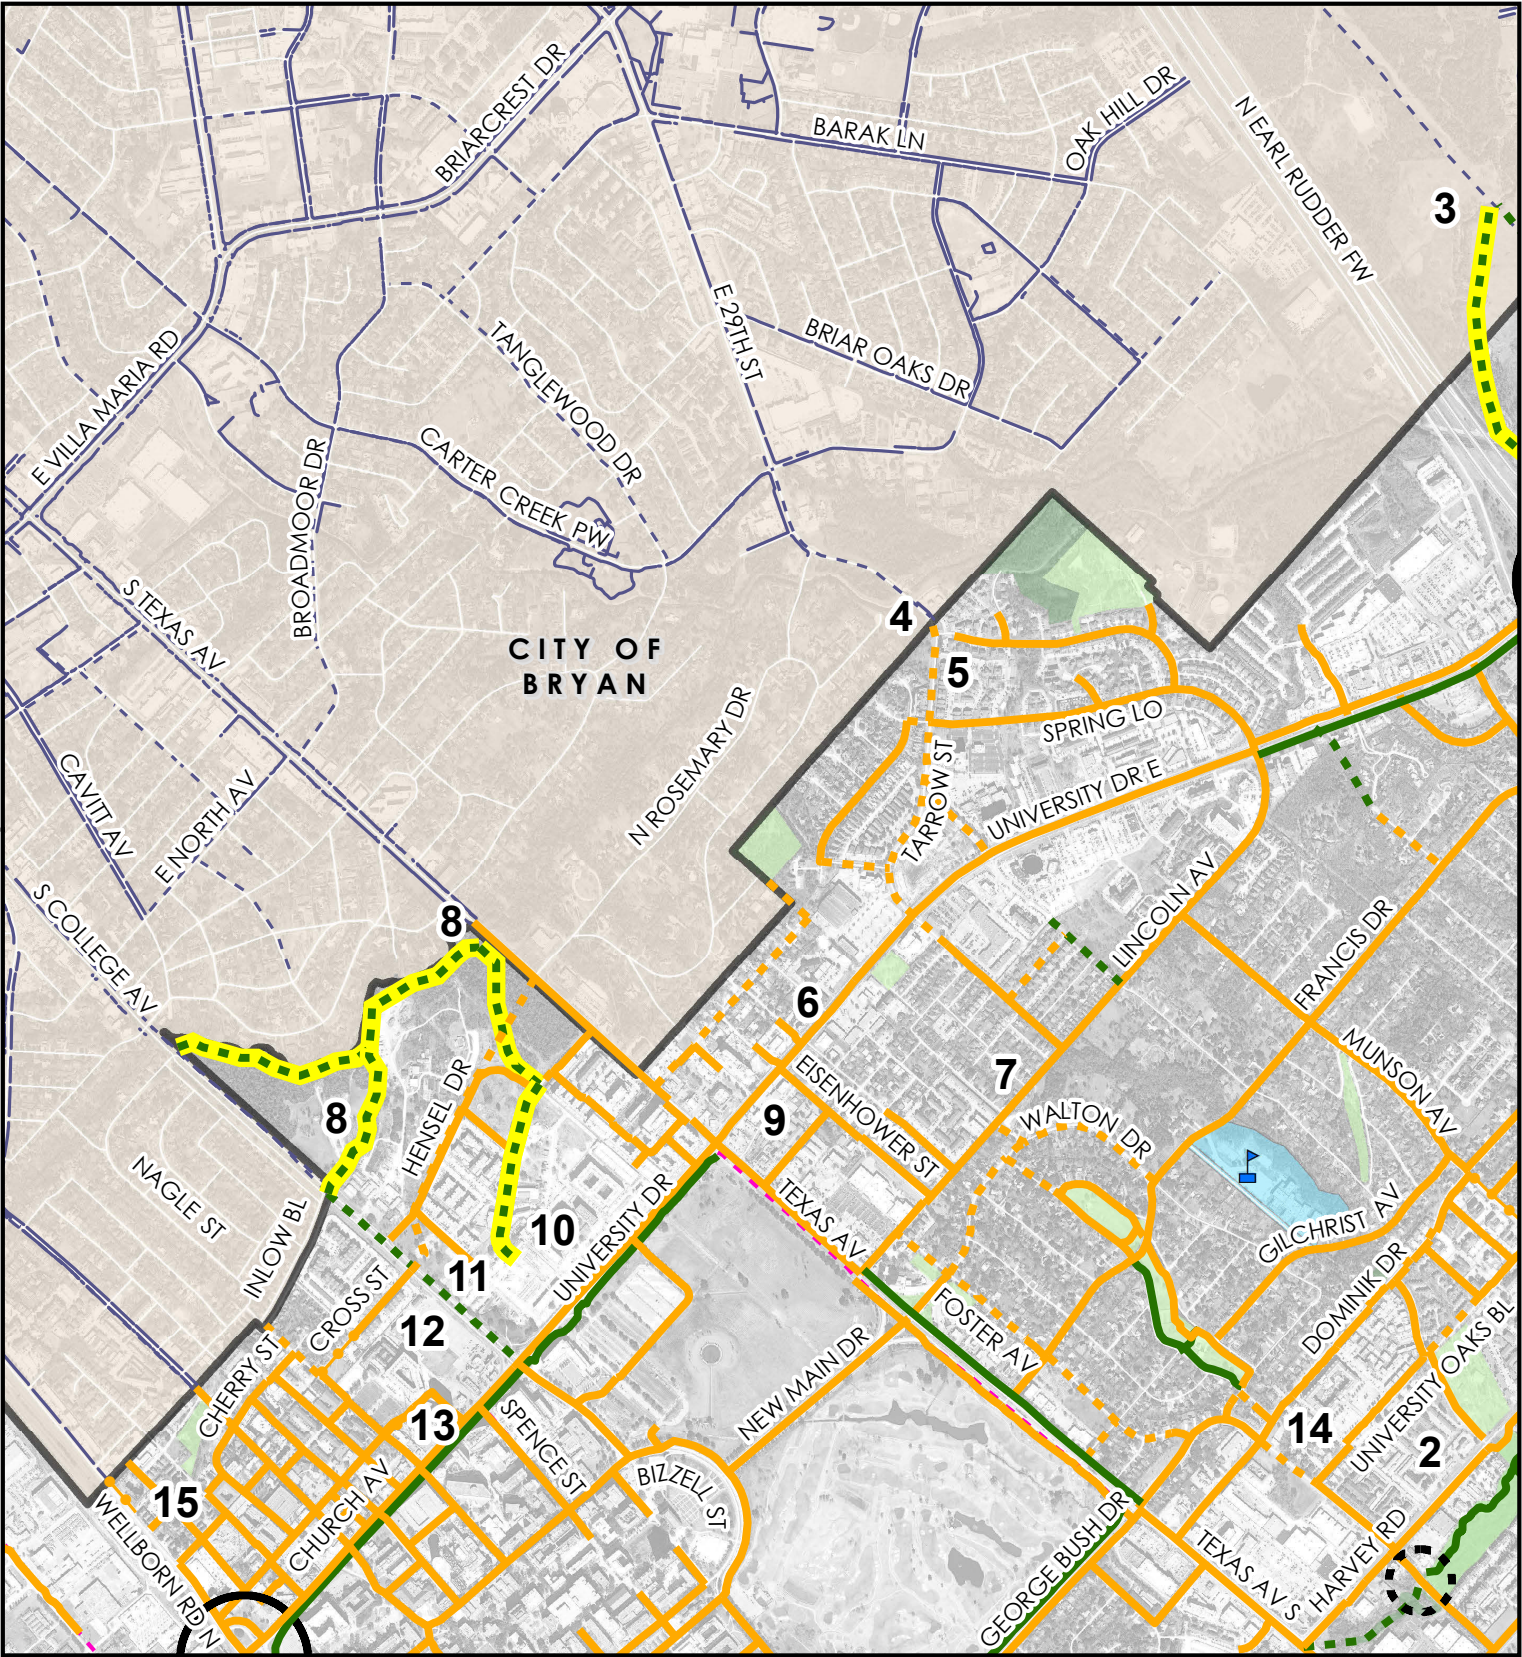 BRIARCREST DR
BARAK LN
OAK HILL DR
N EARL RUDDER FW
3
E 29TH ST
BRIAR OAKS DR
TANGLEWOOD DR
E VILLA MARIA RD
CARTER CREEK PW
BROADMOOR DR
S TEXAS AV
CITY OF
BRYAN
4
5
SPRING LO
N ROSEMARY DR
TARROW ST
UNIVERSITY DR E
CAVITT AV
E NORTH AV
S COLLEGE AV
8
LINCOLN AV
FRANCIS DR
6
EISENHOWER ST
7
MUNSON AV
WALTON DR
9
HENSEL DR
8
NAGLE ST
INLOW BL
10
11
UNIVERSITY DR
TEXAS AV
GILCHRIST AV
DOMINIK DR
CROSS ST
12
FOSTER AV
NEW MAIN DR
UNIVERSITY OAKS BL
CHERRY ST
13
SPENCE ST
14
2
BIZZELL ST
CHURCH AV
15
WELLBORN RD N
GEORGE BUSH DR
TEXAS AV S
HARVEY RD